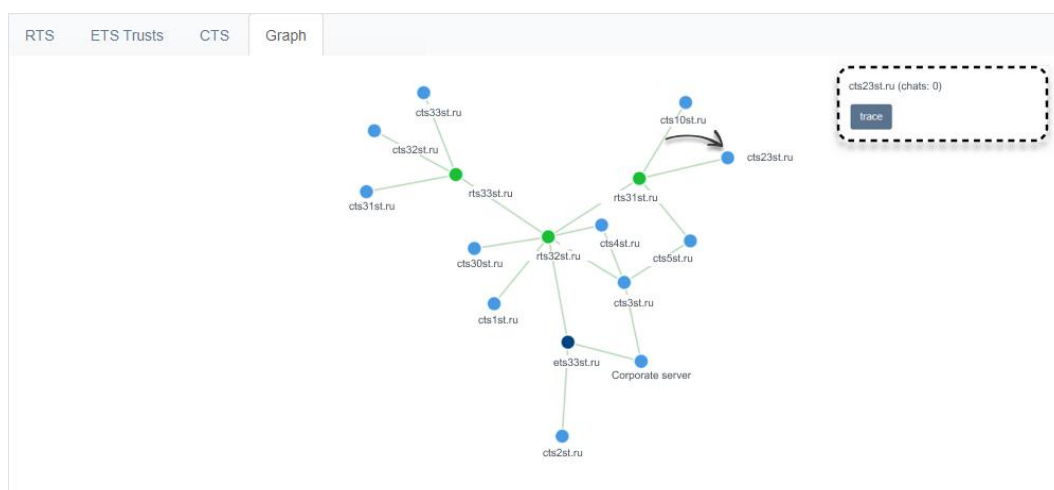 RTS ETS Trusts CTS Graph
cts23st.ru (chats: 0)
trace
cts33st.ru
cts10st.ru
cts32st.ru
cts23st.ru
rts33st.ru
rts31st.ru
cts31st.ru
cts4st.ru
rts32st.ru
cts5st.ru
cts30st.ru
cts3st.ru
cts1st.ru
ets33st.ru
Corporate server
cts2st.ru